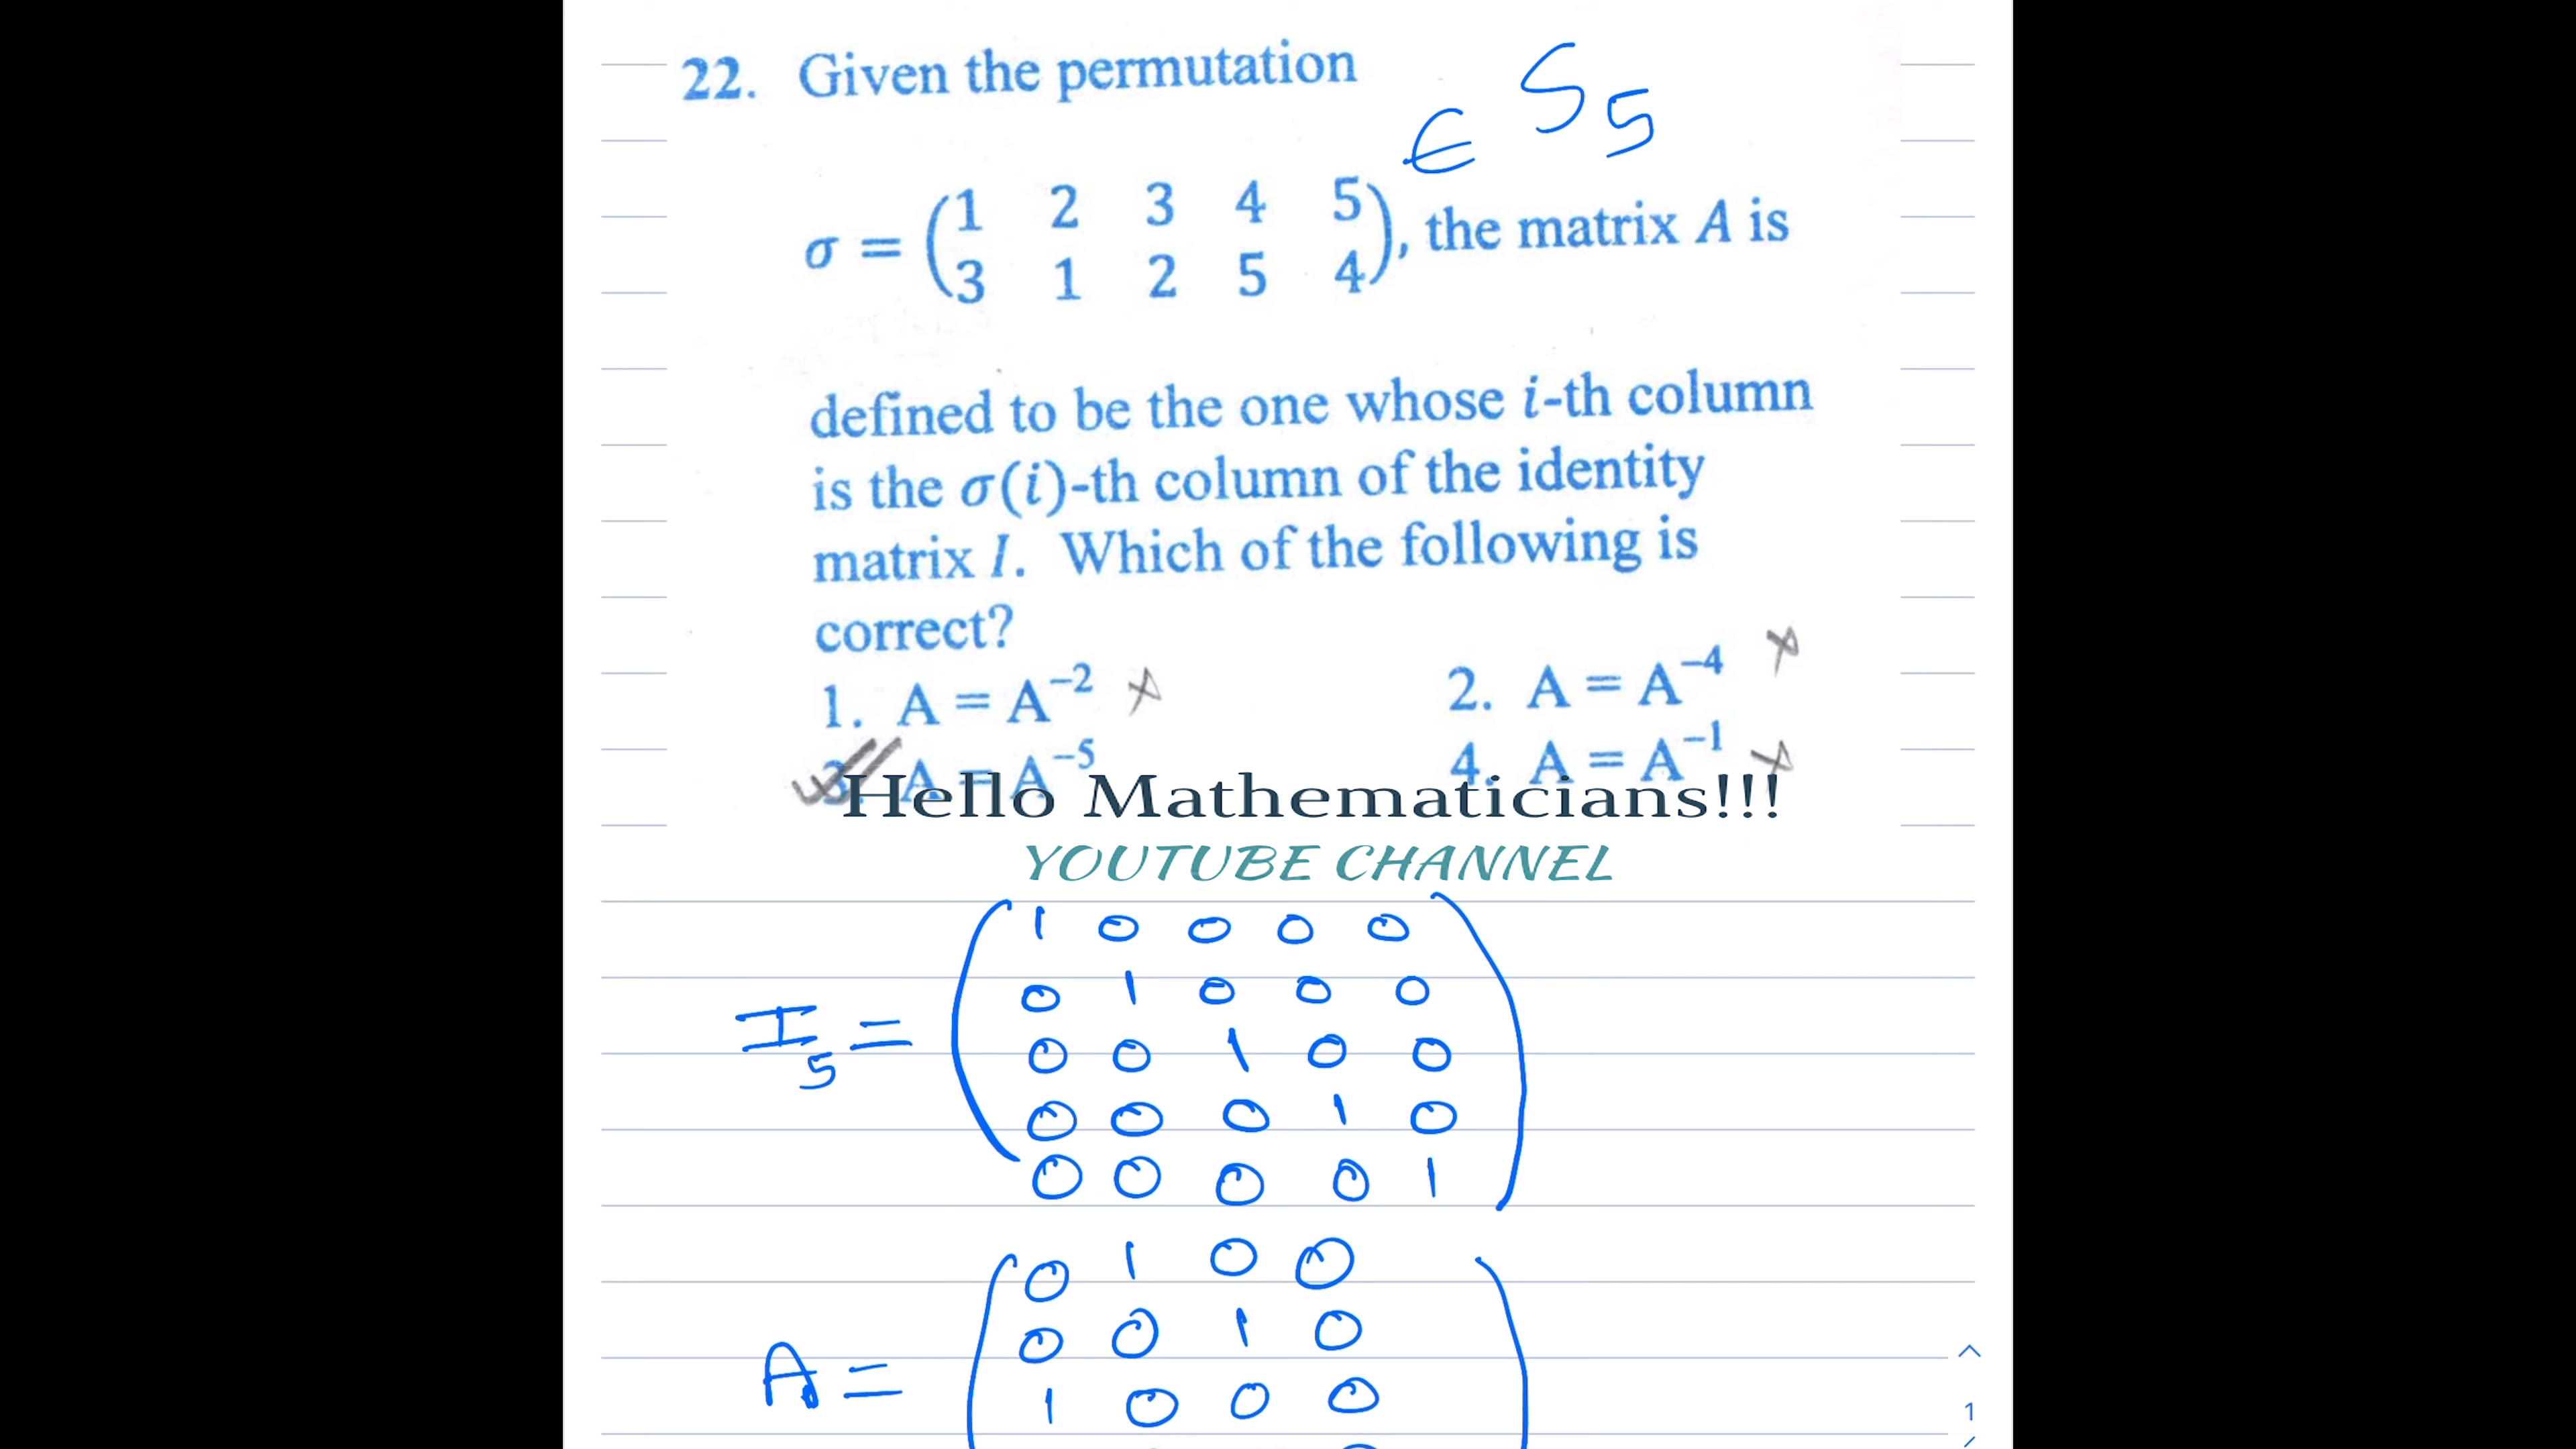 22. Given the permutation
∈ S₅
σ = (1 2 3 4 5
3 1 2 5 4), the matrix A is
defined to be the one whose i-th column
is the σ(i)-th column of the identity
matrix I. Which of the following is
correct?
1. A = A⁻² ×
2. A = A⁻⁴ ×
3. A = A⁻⁵
4. A = A⁻¹ ×
Hello Mathematicians!!!
YOUTUBE CHANNEL
1 0 0 0 0
0 1 0 0 0
I₅ =
0 0 1 0 0
0 0 0 1 0
0 0 0 0 1
0 1 0 0
0 0 1 0
A =
1 0 0 0
1